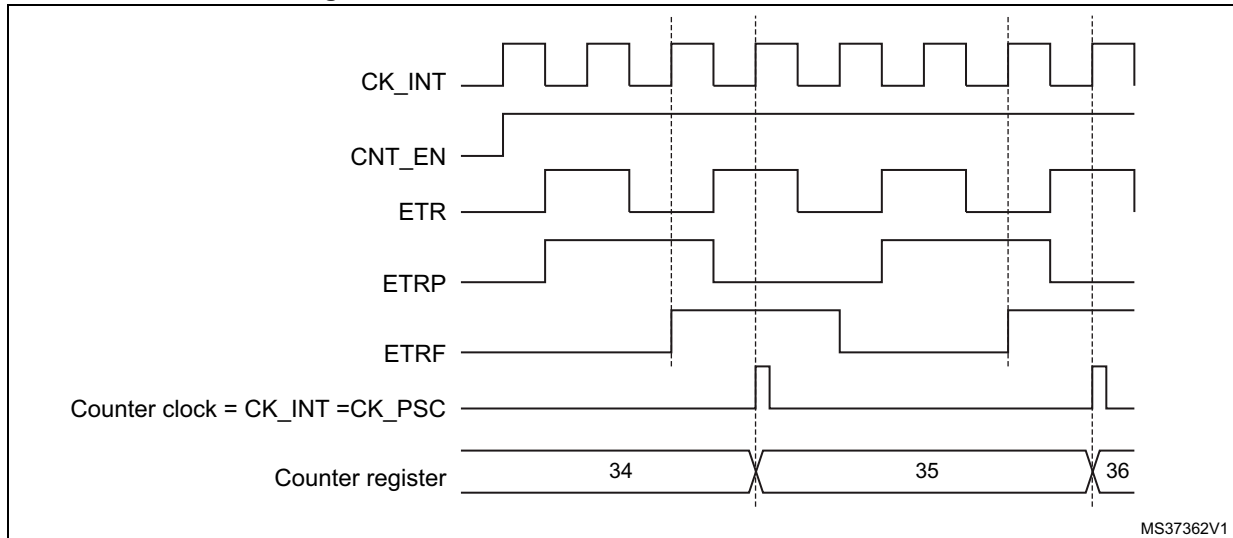 CK_INT
CNT_EN
ETR
ETRP
ETRF
Counter clock = CK_INT =CK_PSC
Counter register 34 35 36
MS37362V1